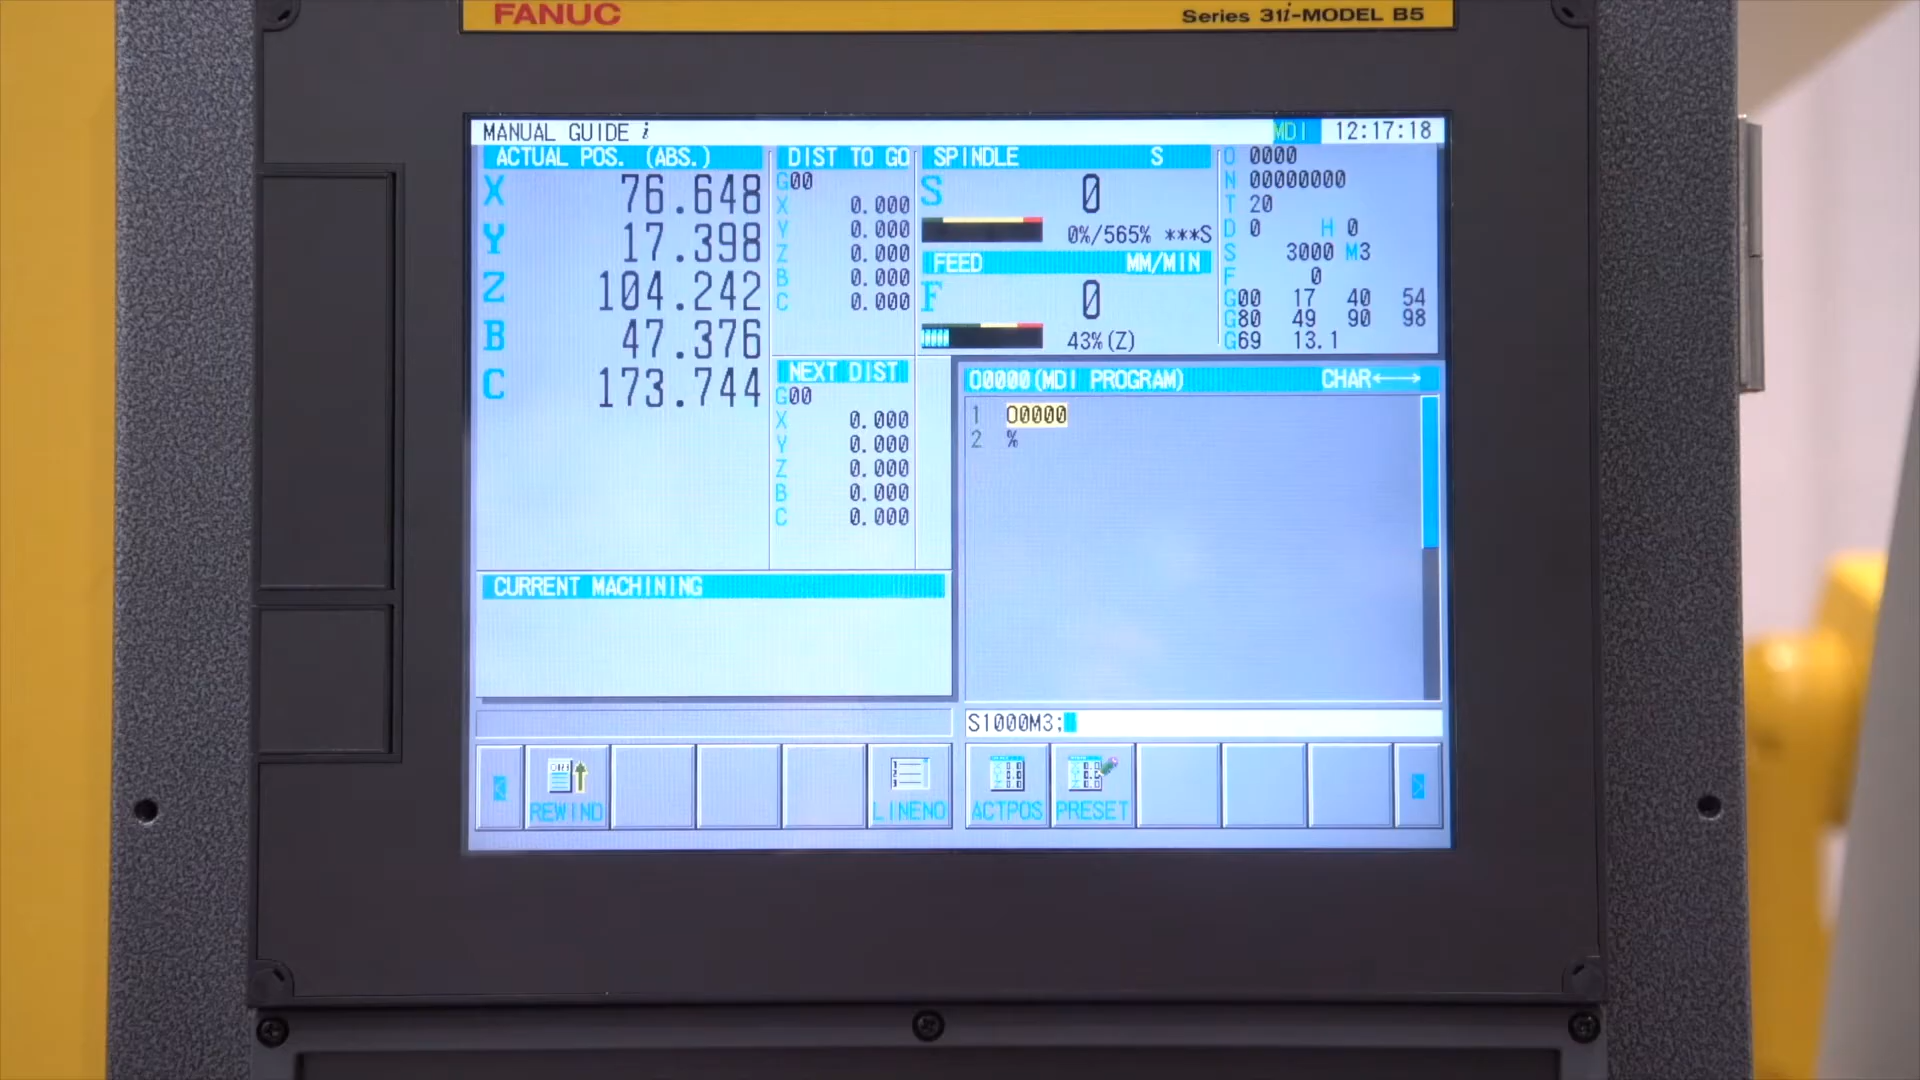 FANUC
Series 31i-MODEL B5
MANUAL GUIDE i
MDI 12:17:18
ACTUAL POS. (ABS.)
X 76.648
Y 17.398
Z 104.242
B 47.376
C 173.744
DIST TO GO
G00
X 0.000
Y 0.000
Z 0.000
B 0.000
C 0.000
NEXT DIST
G00
X 0.000
Y 0.000
Z 0.000
B 0.000
C 0.000
SPINDLE S
S 0
0%/565% ***S
FEED MM/MIN
F 0
43%(Z)
O 0000
N 00000000
T 20
D 0 H 0
S 3000 M3
F 0
G00 17 40 54
G80 49 90 98
G69 13.1
O0000(MDI PROGRAM) CHAR←→
1 O0000
2 %
CURRENT MACHINING
S1000M3;
< REWIND LINENO
ACTPOS PRESET >